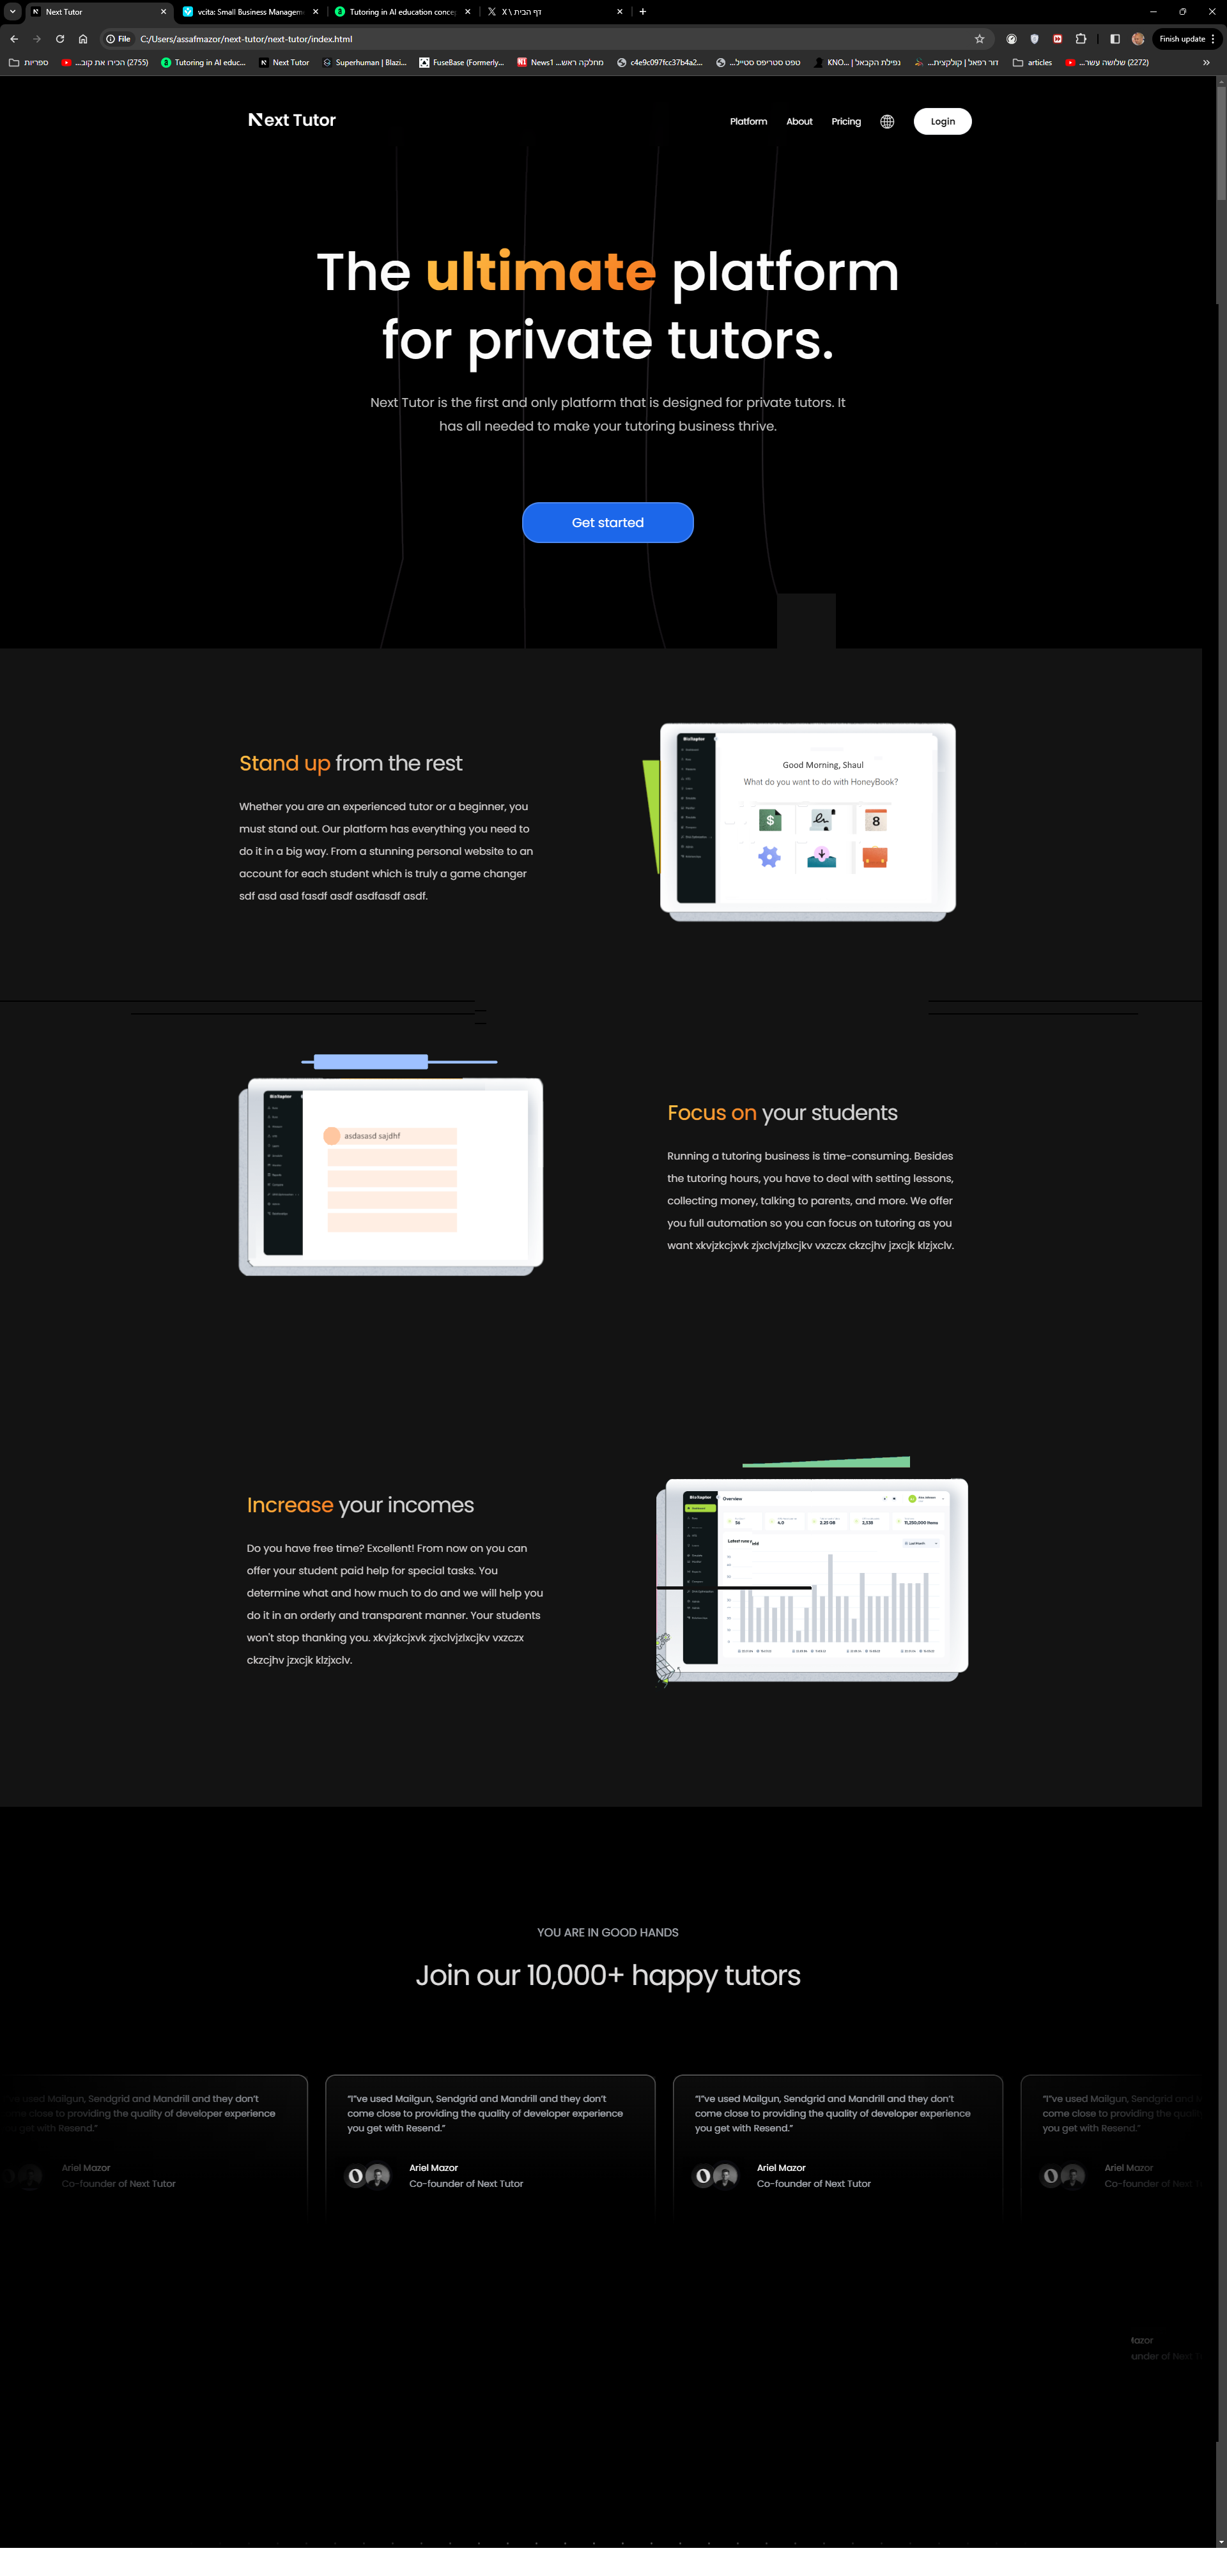 Next Tutor
vcita: Small Business Managem
Tutoring in AI education conce
דף הבית \ X
File
C:/Users/assafmazor/next-tutor/next-tutor/index.html
Finish update
ספריות
(2755) הכירו את קוב...
Tutoring in AI educ...
Next Tutor
Superhuman | Blazi...
FuseBase (Formerly...
News1 מחלקה ראש...
c4e9c097fcc37b4a2...
טפט סטריפס סטייל...
נפילת הקבאל | KNO...
דור רפאל | קולקצית...
articles
(2272) שלושה עשר...
Next Tutor
Platform
About
Pricing
Login
The ultimate platform
for private tutors.
Next Tutor is the first and only platform that is designed for private tutors. It
has all needed to make your tutoring business thrive.
Get started
Stand up from the rest
Whether you are an experienced tutor or a beginner, you
must stand out. Our platform has everything you need to
do it in a big way. From a stunning personal website to an
account for each student which is truly a game changer
sdf asd asd fasdf asdf asdfasdf asdf.
Good Morning, Shaul
What do you want to do with HoneyBook?
$
8
asdasasd sajdhf
Focus on your students
Running a tutoring business is time-consuming. Besides
the tutoring hours, you have to deal with setting lessons,
collecting money, talking to parents, and more. We offer
you full automation so you can focus on tutoring as you
want xkvjzkcjxvk zjxclvjzlxcjkv vxzczx ckzcjhv jzxcjk klzjxclv.
Increase your incomes
Do you have free time? Excellent! From now on you can
offer your student paid help for special tasks. You
determine what and how much to do and we will help you
do it in an orderly and transparent manner. Your students
won't stop thanking you. xkvjzkcjxvk zjxclvjzlxcjkv vxzczx
ckzcjhv jzxcjk klzjxclv.
Overview
YOU ARE IN GOOD HANDS
Join our 10,000+ happy tutors
used Mailgun, Sendgrid and Mandrill and they don't
close to providing the quality of developer experience
get with Resend."
Ariel Mazor
Co-founder of Next Tutor
"I"ve used Mailgun, Sendgrid and Mandrill and they don't
come close to providing the quality of developer experience
you get with Resend."
Ariel Mazor
Co-founder of Next Tutor
"I"ve used Mailgun, Sendgrid and Mandrill and they don't
come close to providing the quality of developer experience
you get with Resend."
Ariel Mazor
Co-founder of Next Tutor
"I"ve used Mailgun, Sendgrid and
come close to providing the
you get with Resend."
Ariel Mazor
Co-founder of Next
azor
under of Next